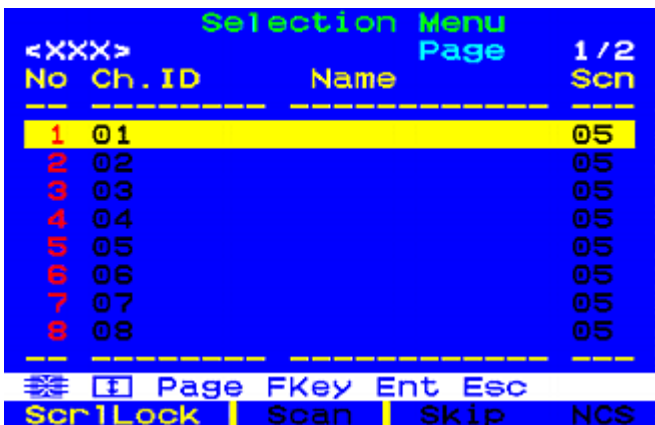 Selection Menu
<XXX> Page 1/2
No Ch.ID Name Scn
1 01 05
2 02 05
3 03 05
4 04 05
5 05 05
6 06 05
7 07 05
8 08 05
Page FKey Ent Esc
ScrlLock Scan Skip NCS